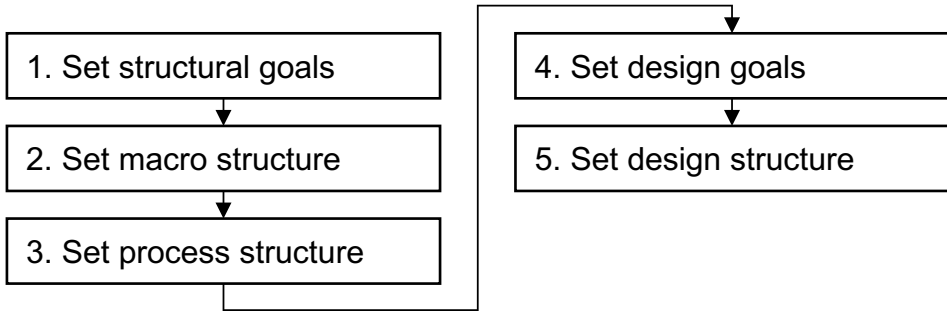 1. Set structural goals
2. Set macro structure
3. Set process structure
4. Set design goals
5. Set design structure